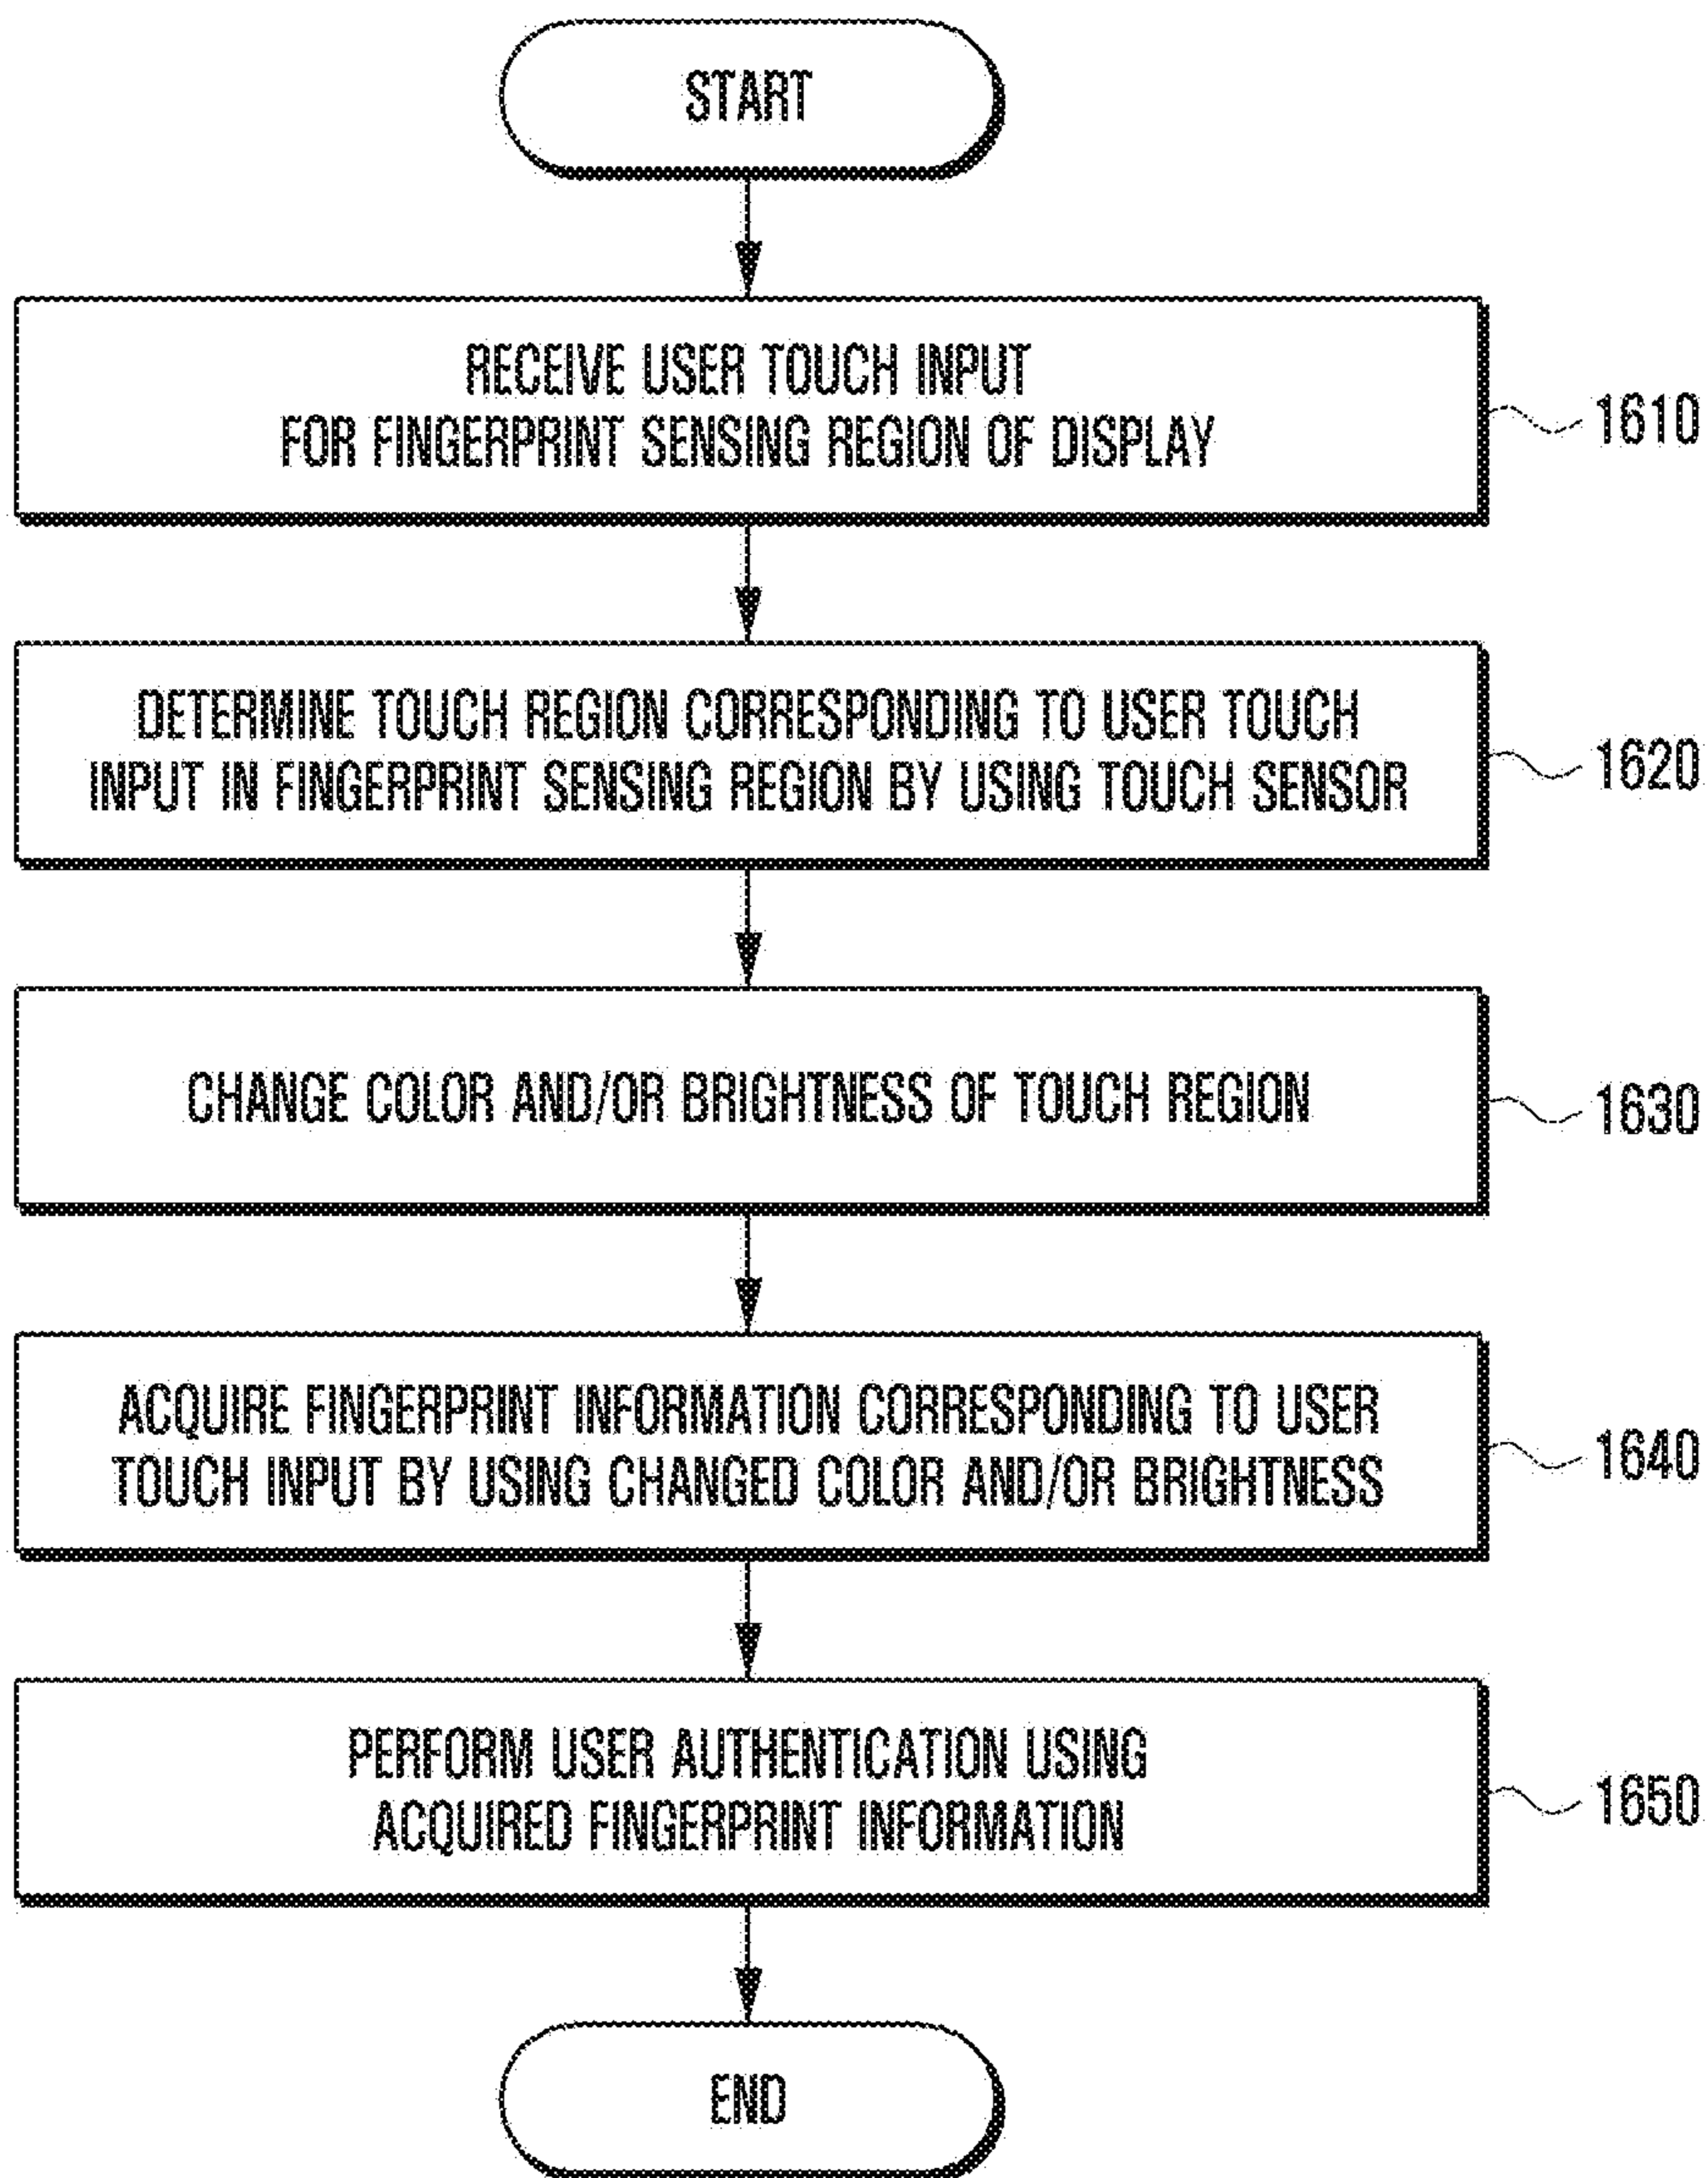 START
RECEIVE USER TOUCH INPUT
FOR FINGERPRINT SENSING REGION OF DISPLAY
1610
DETERMINE TOUCH REGION CORRESPONDING TO USER TOUCH
INPUT IN FINGERPRINT SENSING REGION BY USING TOUCH SENSOR
1620
CHANGE COLOR AND/OR BRIGHTNESS OF TOUCH REGION
1630
ACQUIRE FINGERPRINT INFORMATION CORRESPONDING TO USER
TOUCH INPUT BY USING CHANGED COLOR AND/OR BRIGHTNESS
1640
PERFORM USER AUTHENTICATION USING
ACQUIRED FINGERPRINT INFORMATION
1650
END